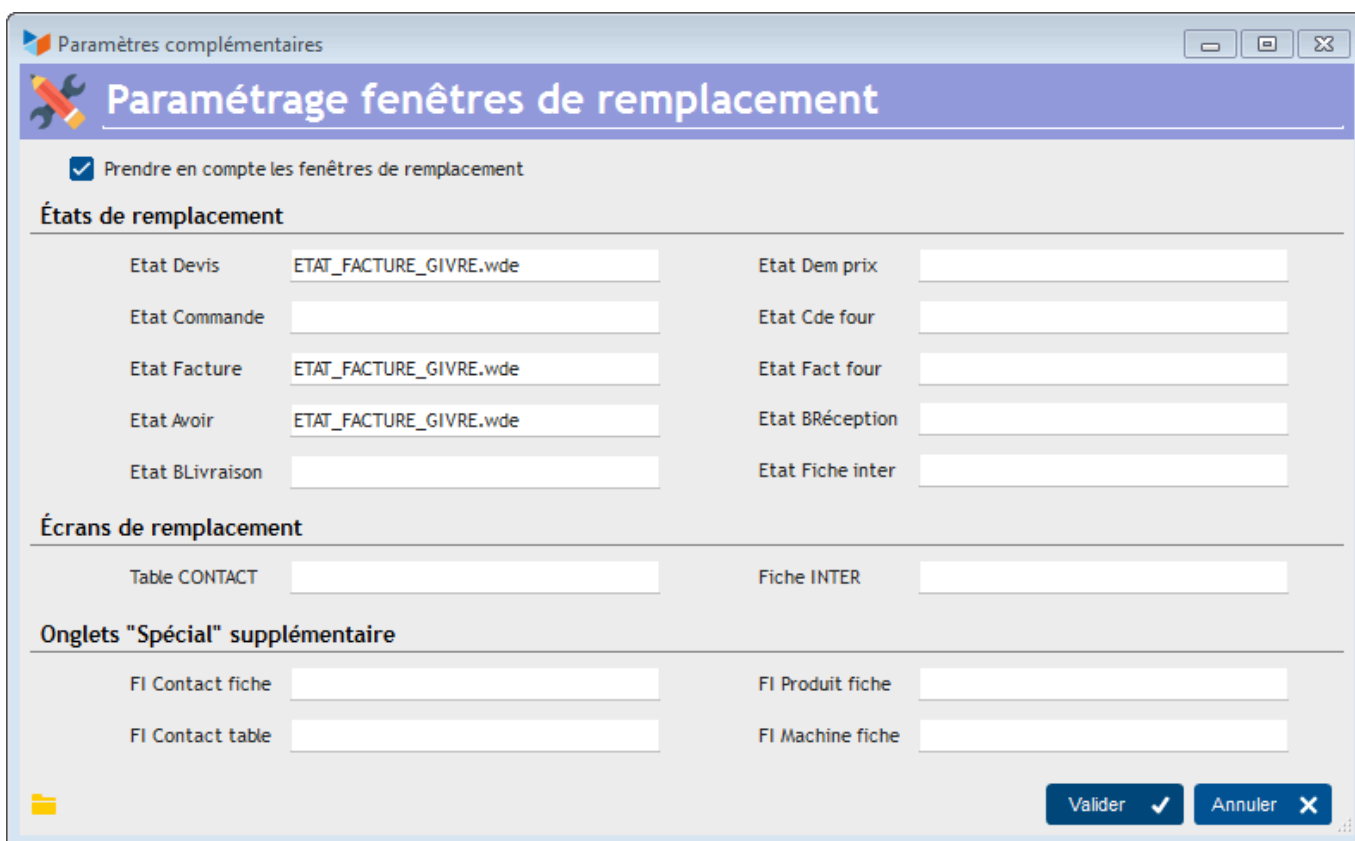 Paramètres complémentaires
Paramétrage fenêtres de remplacement
Prendre en compte les fenêtres de remplacement
États de remplacement
Etat Devis ETAT_FACTURE_GIVRE.wde Etat Dem prix
Etat Commande Etat Cde four
Etat Facture ETAT_FACTURE_GIVRE.wde Etat Fact four
Etat Avoir ETAT_FACTURE_GIVRE.wde Etat BRéception
Etat BLivraison Etat Fiche inter
Écrans de remplacement
Table CONTACT Fiche INTER
Onglets "Spécial" supplémentaire
FI Contact fiche FI Produit fiche
FI Contact table FI Machine fiche
Valider Annuler